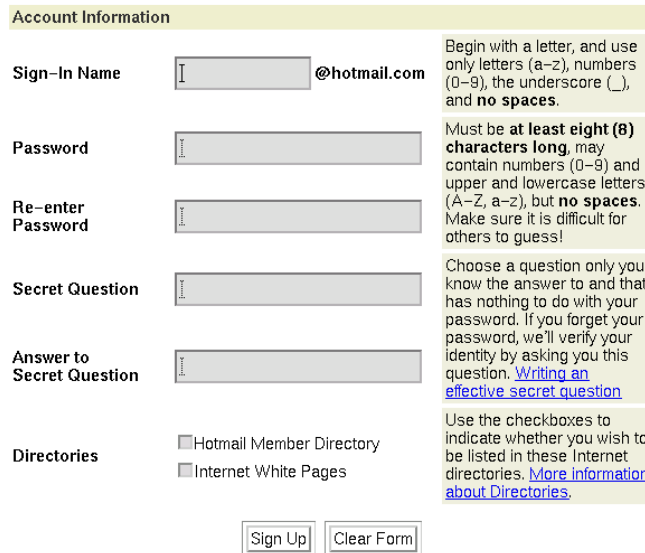 Account Information
Sign-In Name
@hotmail.com
Begin with a letter, and use
only letters (a-z), numbers
(0-9), the underscore (_),
and no spaces.
Password
Must be at least eight (8)
characters long, may
contain numbers (0-9) and
upper and lowercase letters
(A-Z, a-z), but no spaces.
Make sure it is difficult for
others to guess!
Re-enter
Password
Secret Question
Choose a question only you
know the answer to and that
has nothing to do with your
password. If you forget your
password, we'll verify your
identity by asking you this
question. Writing an
effective secret question
Answer to
Secret Question
Directories
Hotmail Member Directory
Internet White Pages
Use the checkboxes to
indicate whether you wish to
be listed in these Internet
directories. More information
about Directories.
Sign Up Clear Form